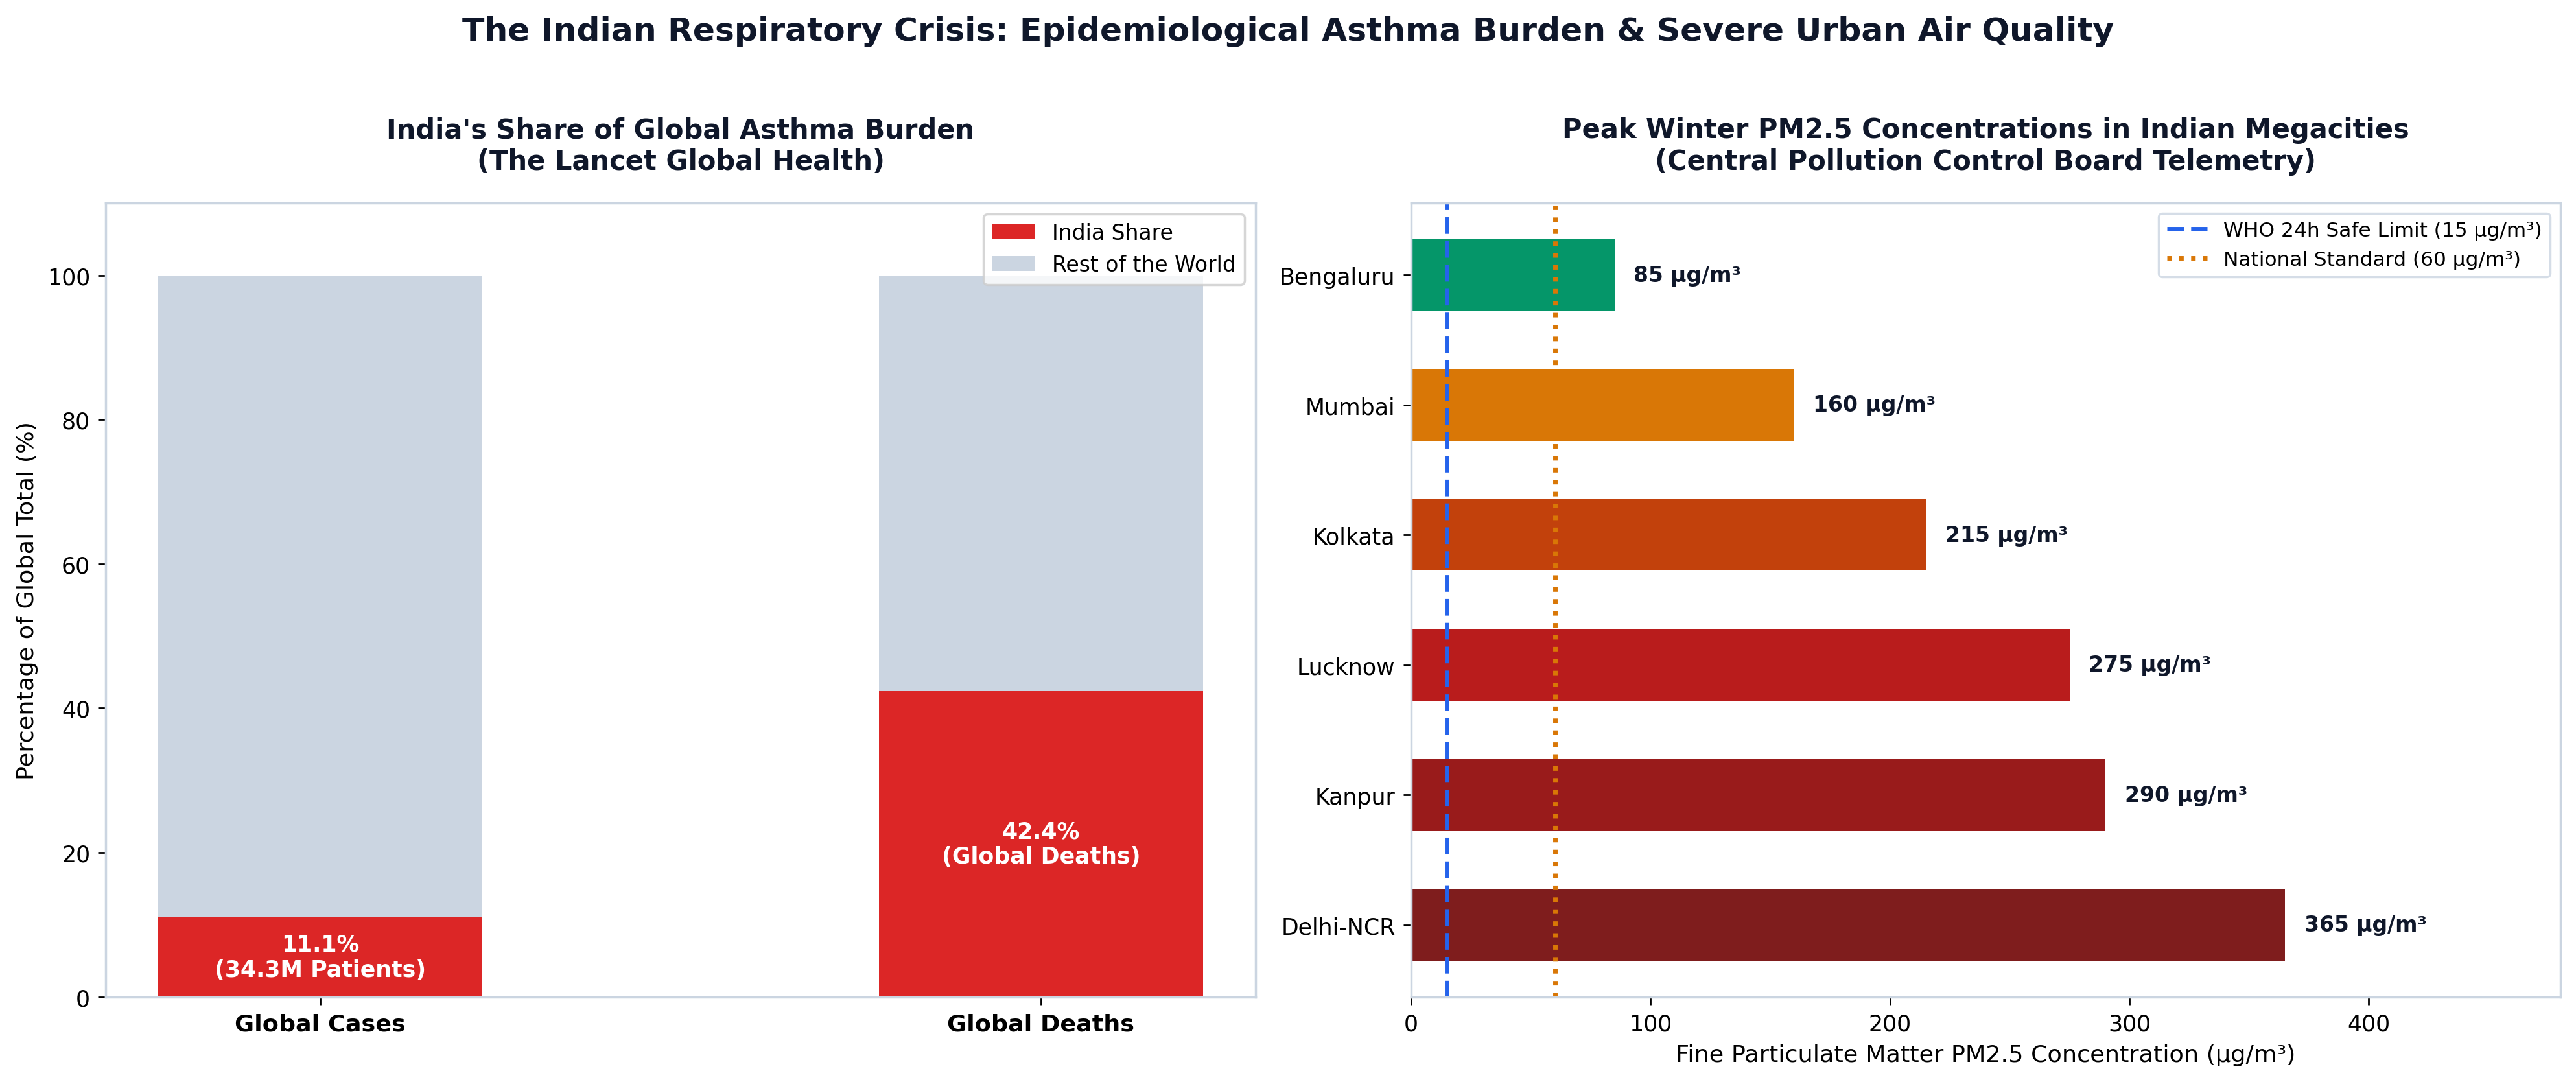 The Indian Respiratory Crisis: Epidemiological Asthma Burden & Severe Urban Air Quality
India's Share of Global Asthma Burden
(The Lancet Global Health)
India Share
Rest of the World
Percentage of Global Total (%)
100
80
60
40
20
0
11.1%
(34.3M Patients)
42.4%
(Global Deaths)
Global Cases
Global Deaths
Peak Winter PM2.5 Concentrations in Indian Megacities
(Central Pollution Control Board Telemetry)
WHO 24h Safe Limit (15 μg/m³)
National Standard (60 μg/m³)
Bengaluru
85 μg/m³
Mumbai
160 μg/m³
Kolkata
215 μg/m³
Lucknow
275 μg/m³
Kanpur
290 μg/m³
Delhi-NCR
365 μg/m³
0
100
200
300
400
Fine Particulate Matter PM2.5 Concentration (μg/m³)